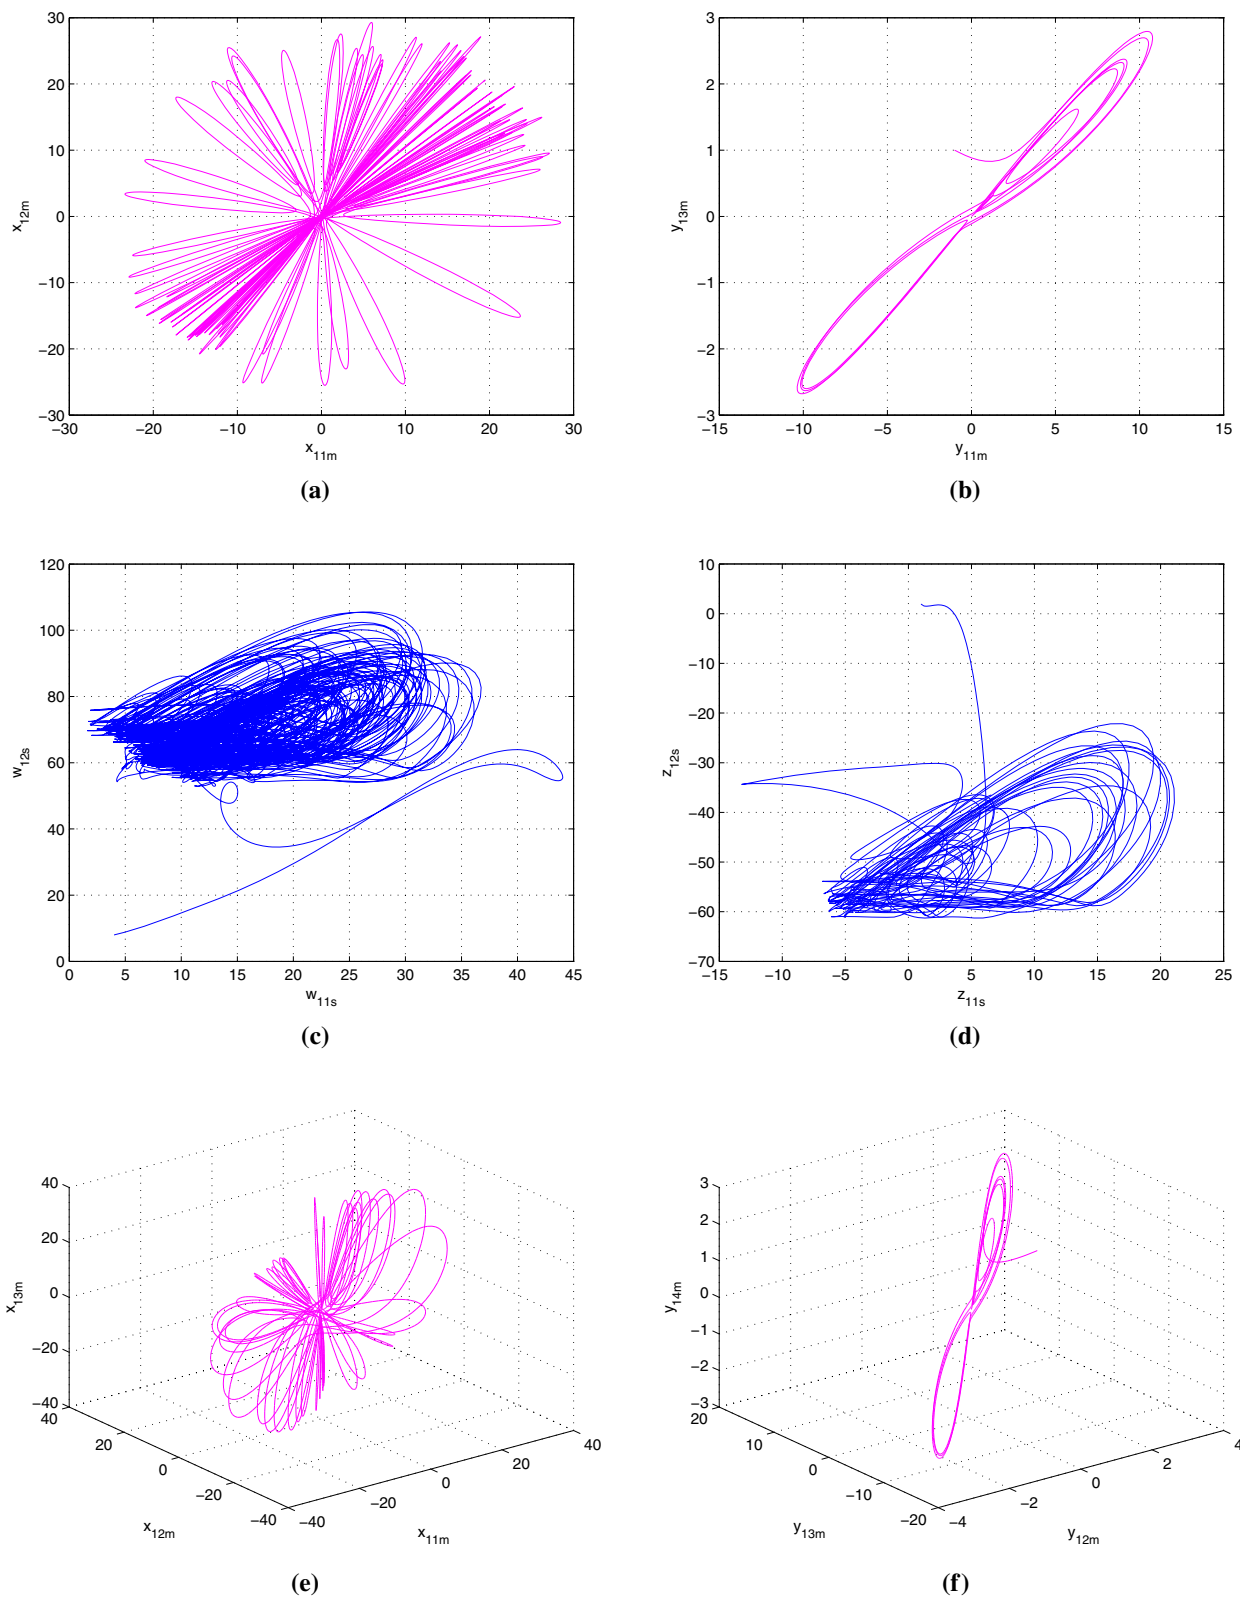 30
20
10
0
−10
−20
−30
−30 −20 −10 0 10 20 30
x12m
x11m
(a)
3
2
1
0
−1
−2
−3
−15 −10 −5 0 5 10 15
y13m
y11m
(b)
120
100
80
60
40
20
0
0 5 10 15 20 25 30 35 40 45
w12s
w11s
(c)
10
0
−10
−20
−30
−40
−50
−60
−70
−15 −10 −5 0 5 10 15 20 25
z12s
z11s
(d)
40
20
0
−20
−40
x13m
40
20
0
−20
−40
x12m
−40
−20
0
20
40
x11m
(e)
3
2
1
0
−1
−2
−3
y14m
20
10
0
−10
−20
y13m
−4
−2
0
2
4
y12m
(f)